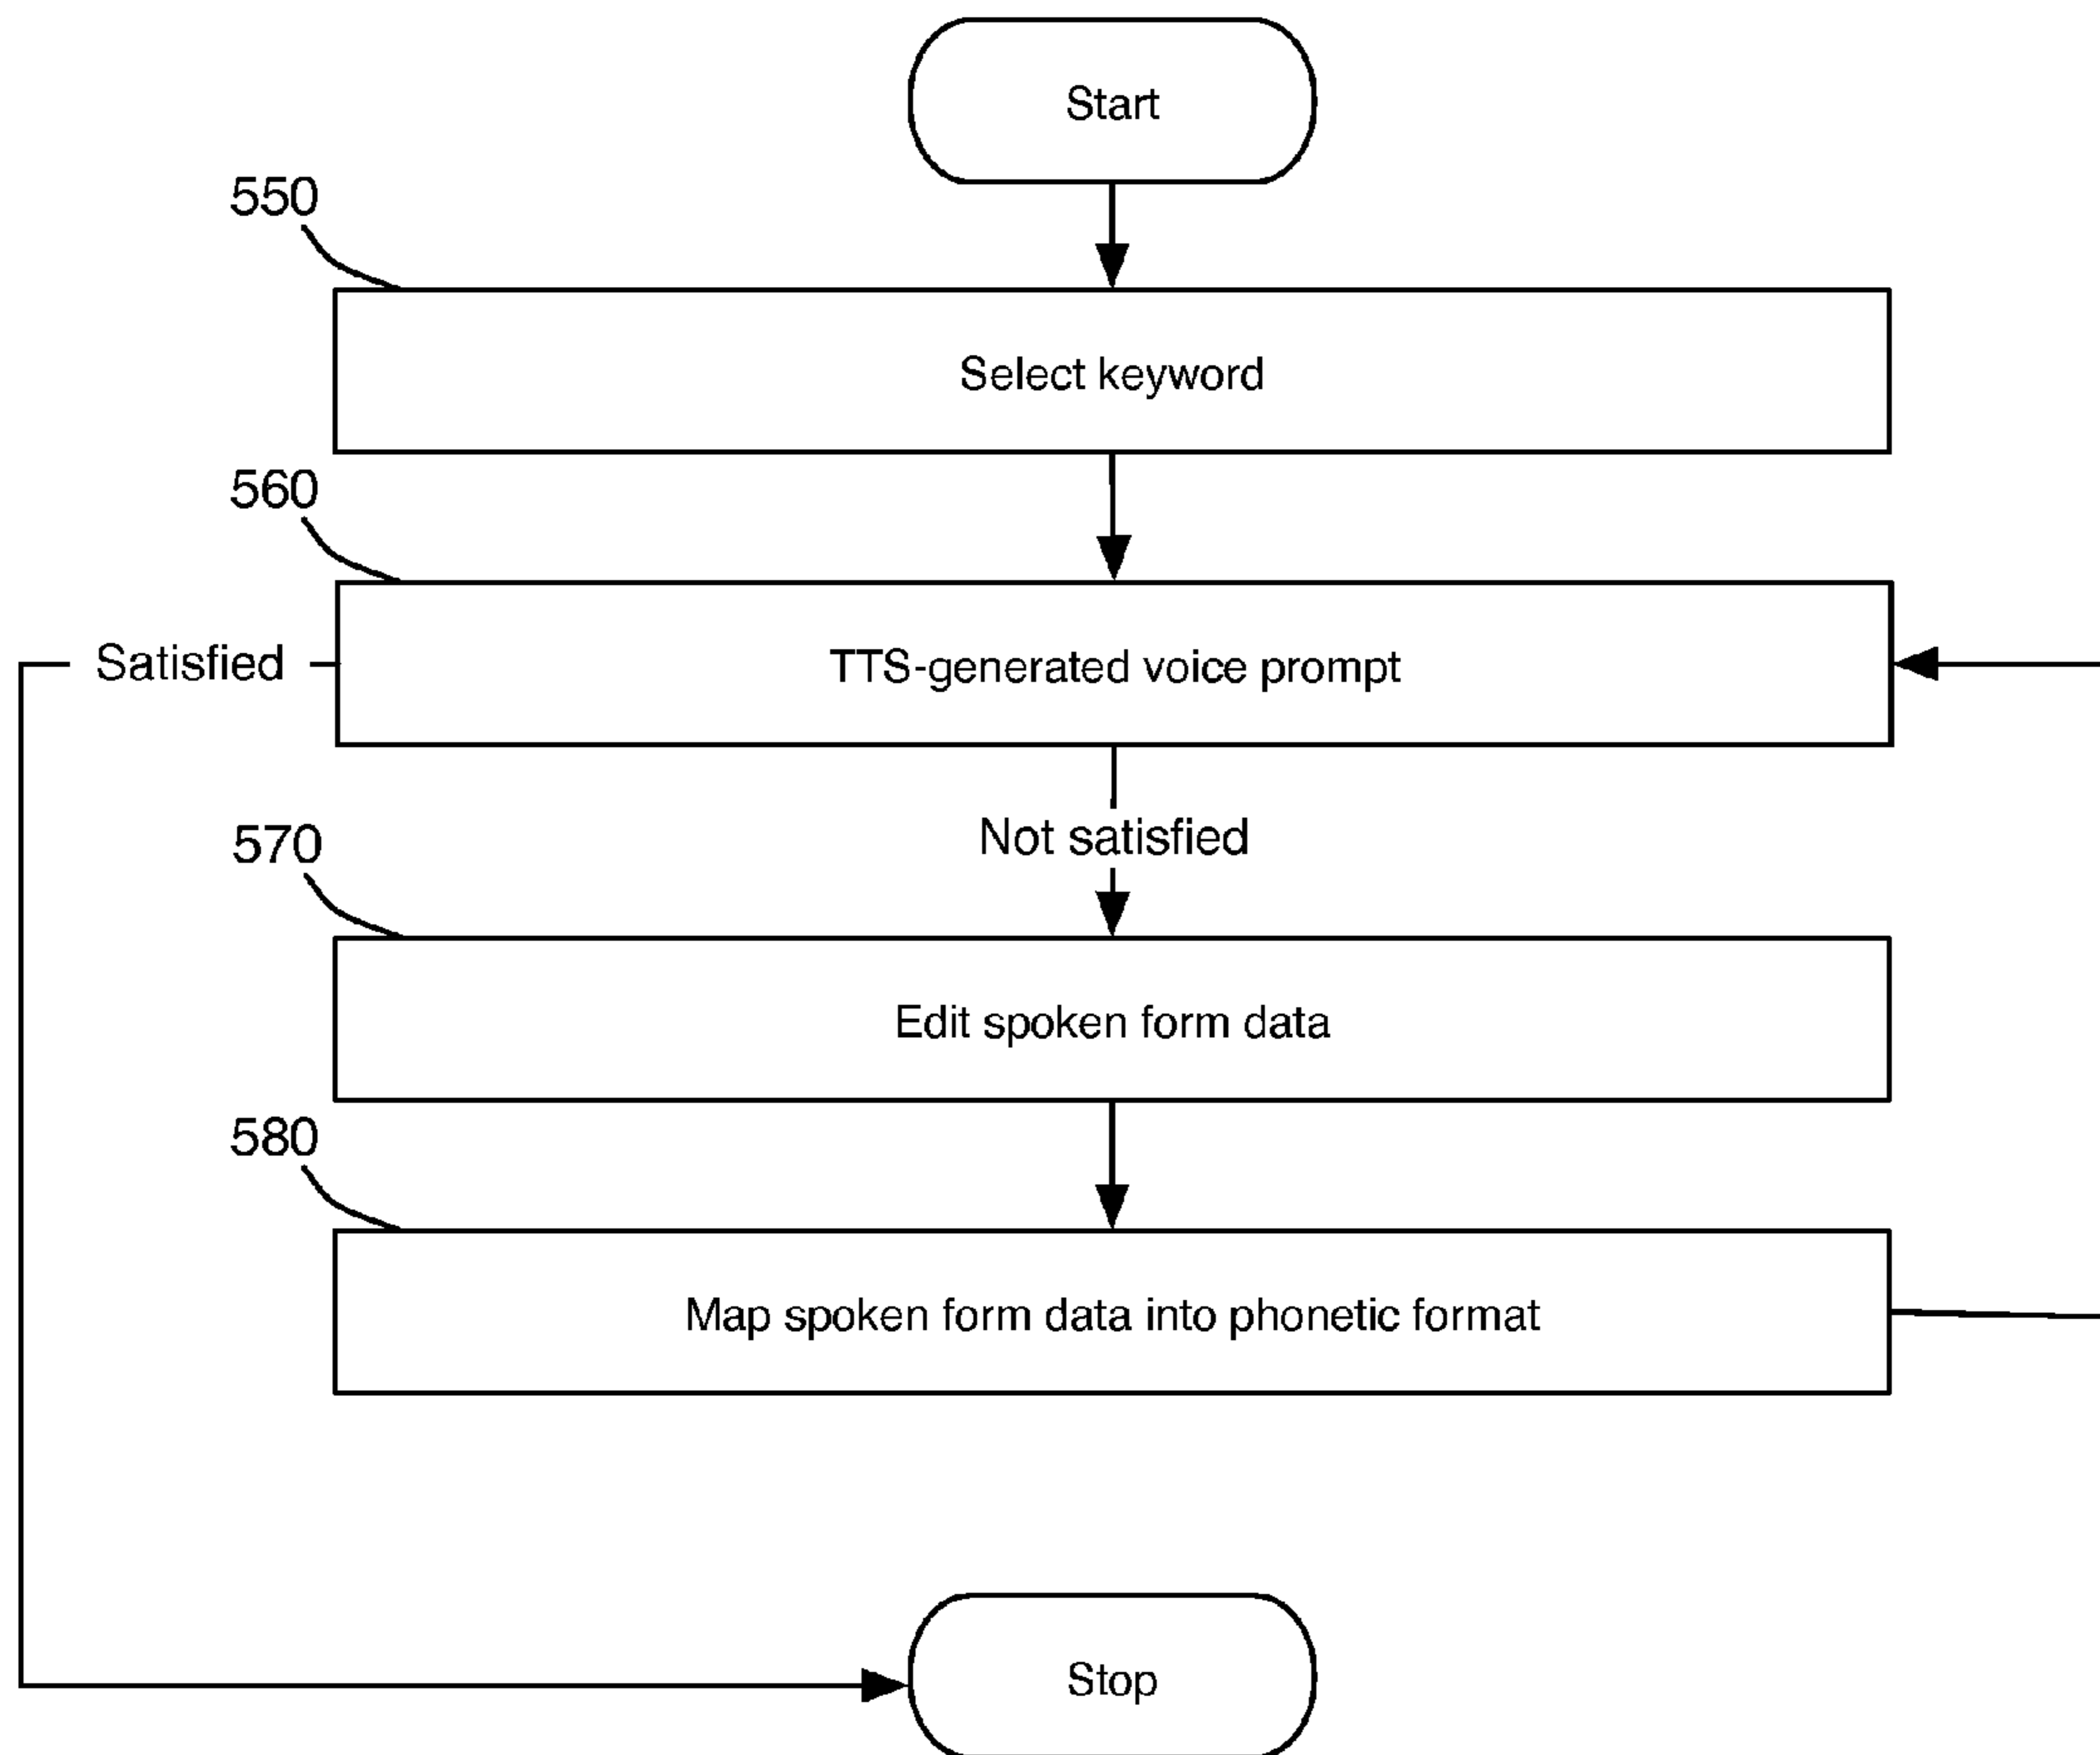 Start
550
Select keyword
560
Satisfied
TTS-generated voice prompt
Not satisfied
570
Edit spoken form data
580
Map spoken form data into phonetic format
Stop